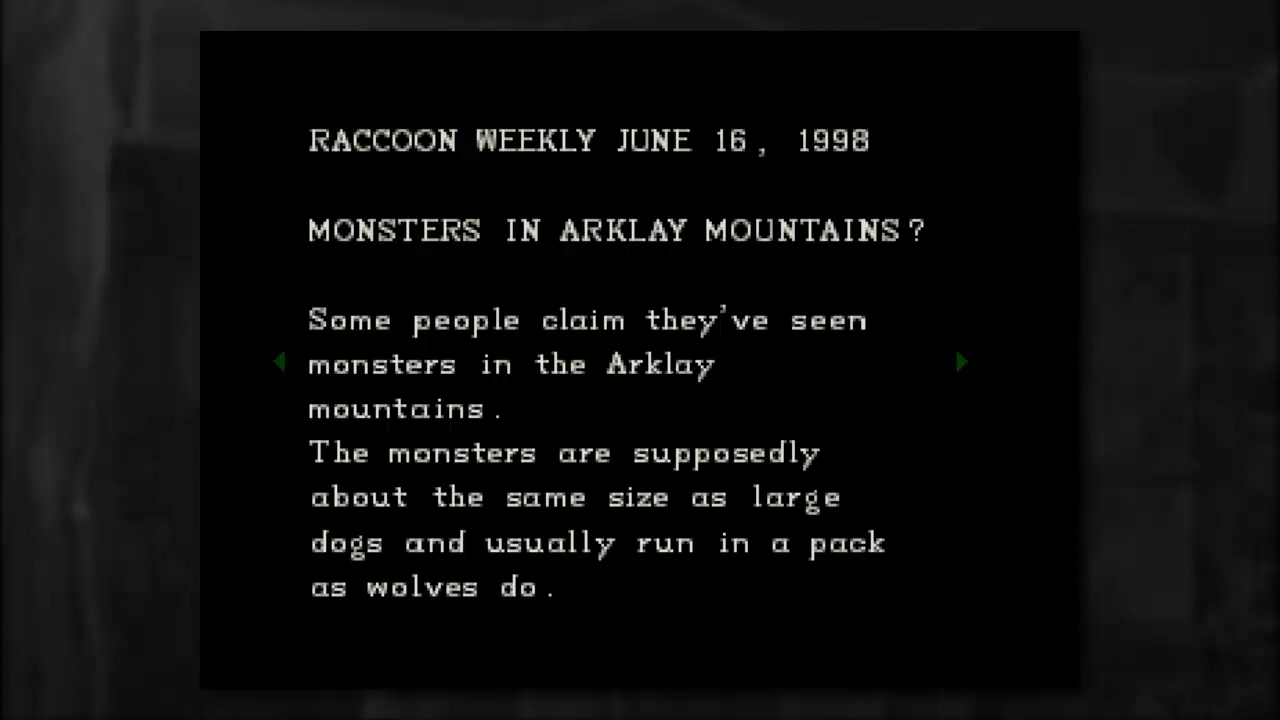 RACCOON WEEKLY JUNE 16, 1998
MONSTERS IN ARKLAY MOUNTAINS?
Some people claim they've seen
monsters in the Arklay
mountains.
The monsters are supposedly
about the same size as large
dogs and usually run in a pack
as wolves do.